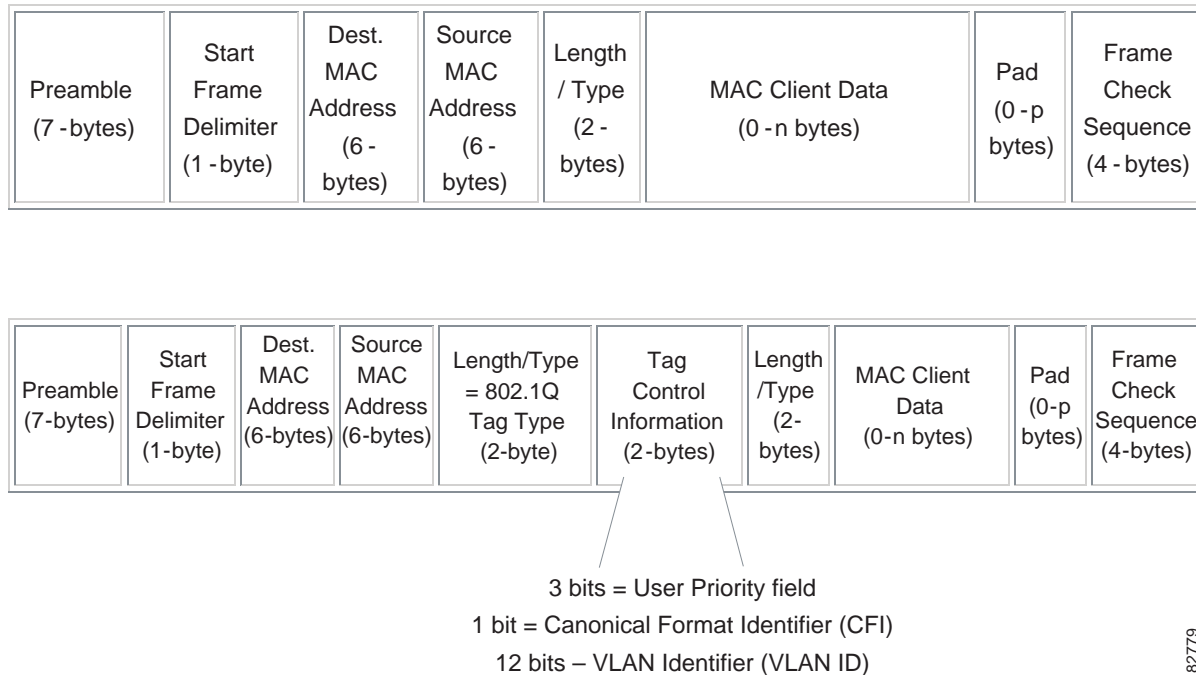 Preamble
(7 -bytes)
Start
Frame
Delimiter
(1 -byte)
Dest.
MAC
Address
(6 -
bytes)
Source
MAC
Address
(6 -
bytes)
Length
/ Type
(2 -
bytes)
MAC Client Data
(0 -n bytes)
Pad
(0 -p
bytes)
Frame
Check
Sequence
(4 - bytes)
Preamble
(7-bytes)
Start
Frame
Delimiter
(1-byte)
Dest.
MAC
Address
(6-bytes)
Source
MAC
Address
(6-bytes)
Length/Type
= 802.1Q
Tag Type
(2-byte)
Tag
Control
Information
(2-bytes)
Length
/Type
(2-
bytes)
MAC Client
Data
(0-n bytes)
Pad
(0-p
bytes)
Frame
Check
Sequence
(4-bytes)
3 bits = User Priority field
1 bit = Canonical Format Identifier (CFI)
12 bits – VLAN Identifier (VLAN ID)
82779